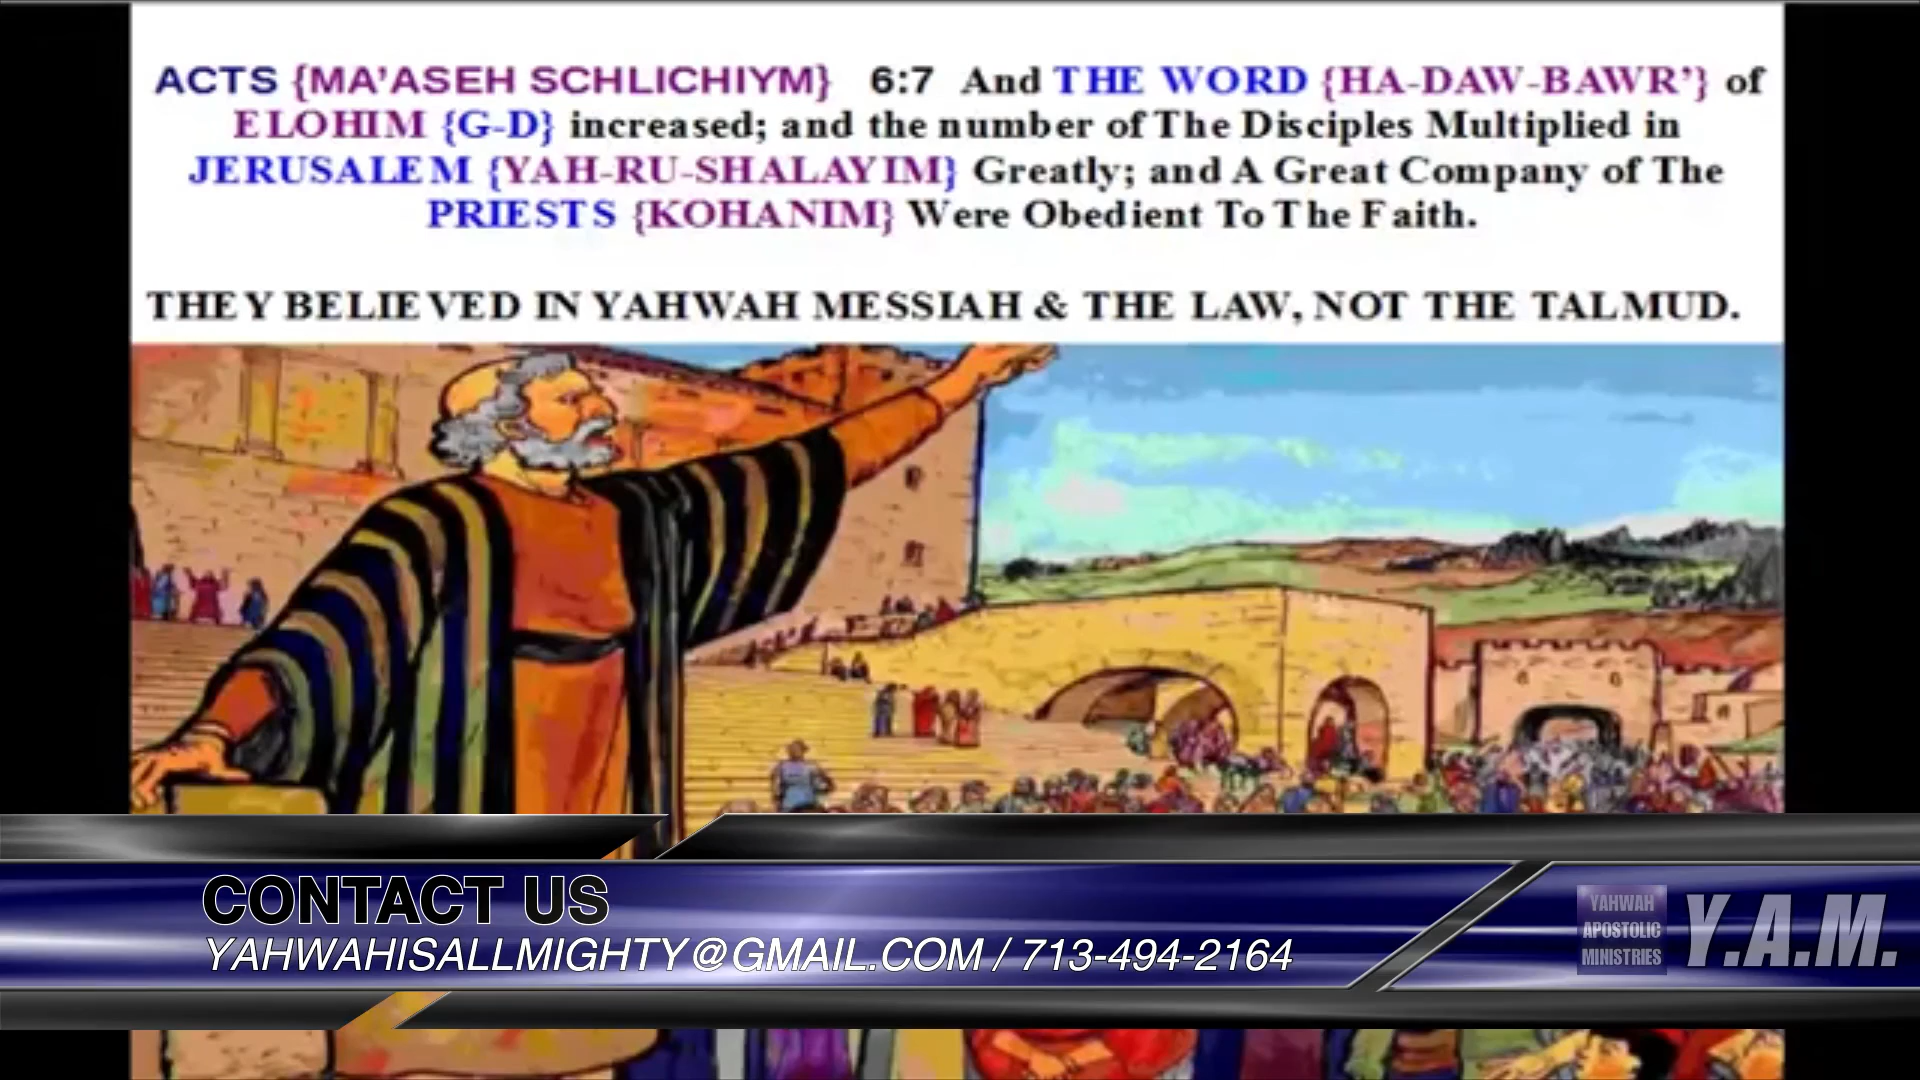 ACTS {MA'ASEH SCHLICHIYM} 6:7 And THE WORD {HA-DAW-BAWR'} of
ELOHIM {G-D} increased; and the number of The Disciples Multiplied in
JERUSALEM {YAH-RU-SHALAYIM} Greatly; and A Great Company of The
PRIESTS {KOHANIM} Were Obedient To The Faith.
THEY BELIEVED IN YAHWAH MESSIAH & THE LAW, NOT THE TALMUD.
CONTACT US
YAHWAHISALLMIGHTY@GMAIL.COM / 713-494-2164
YAHWAH
APOSTOLIC
MINISTRIES
Y.A.M.